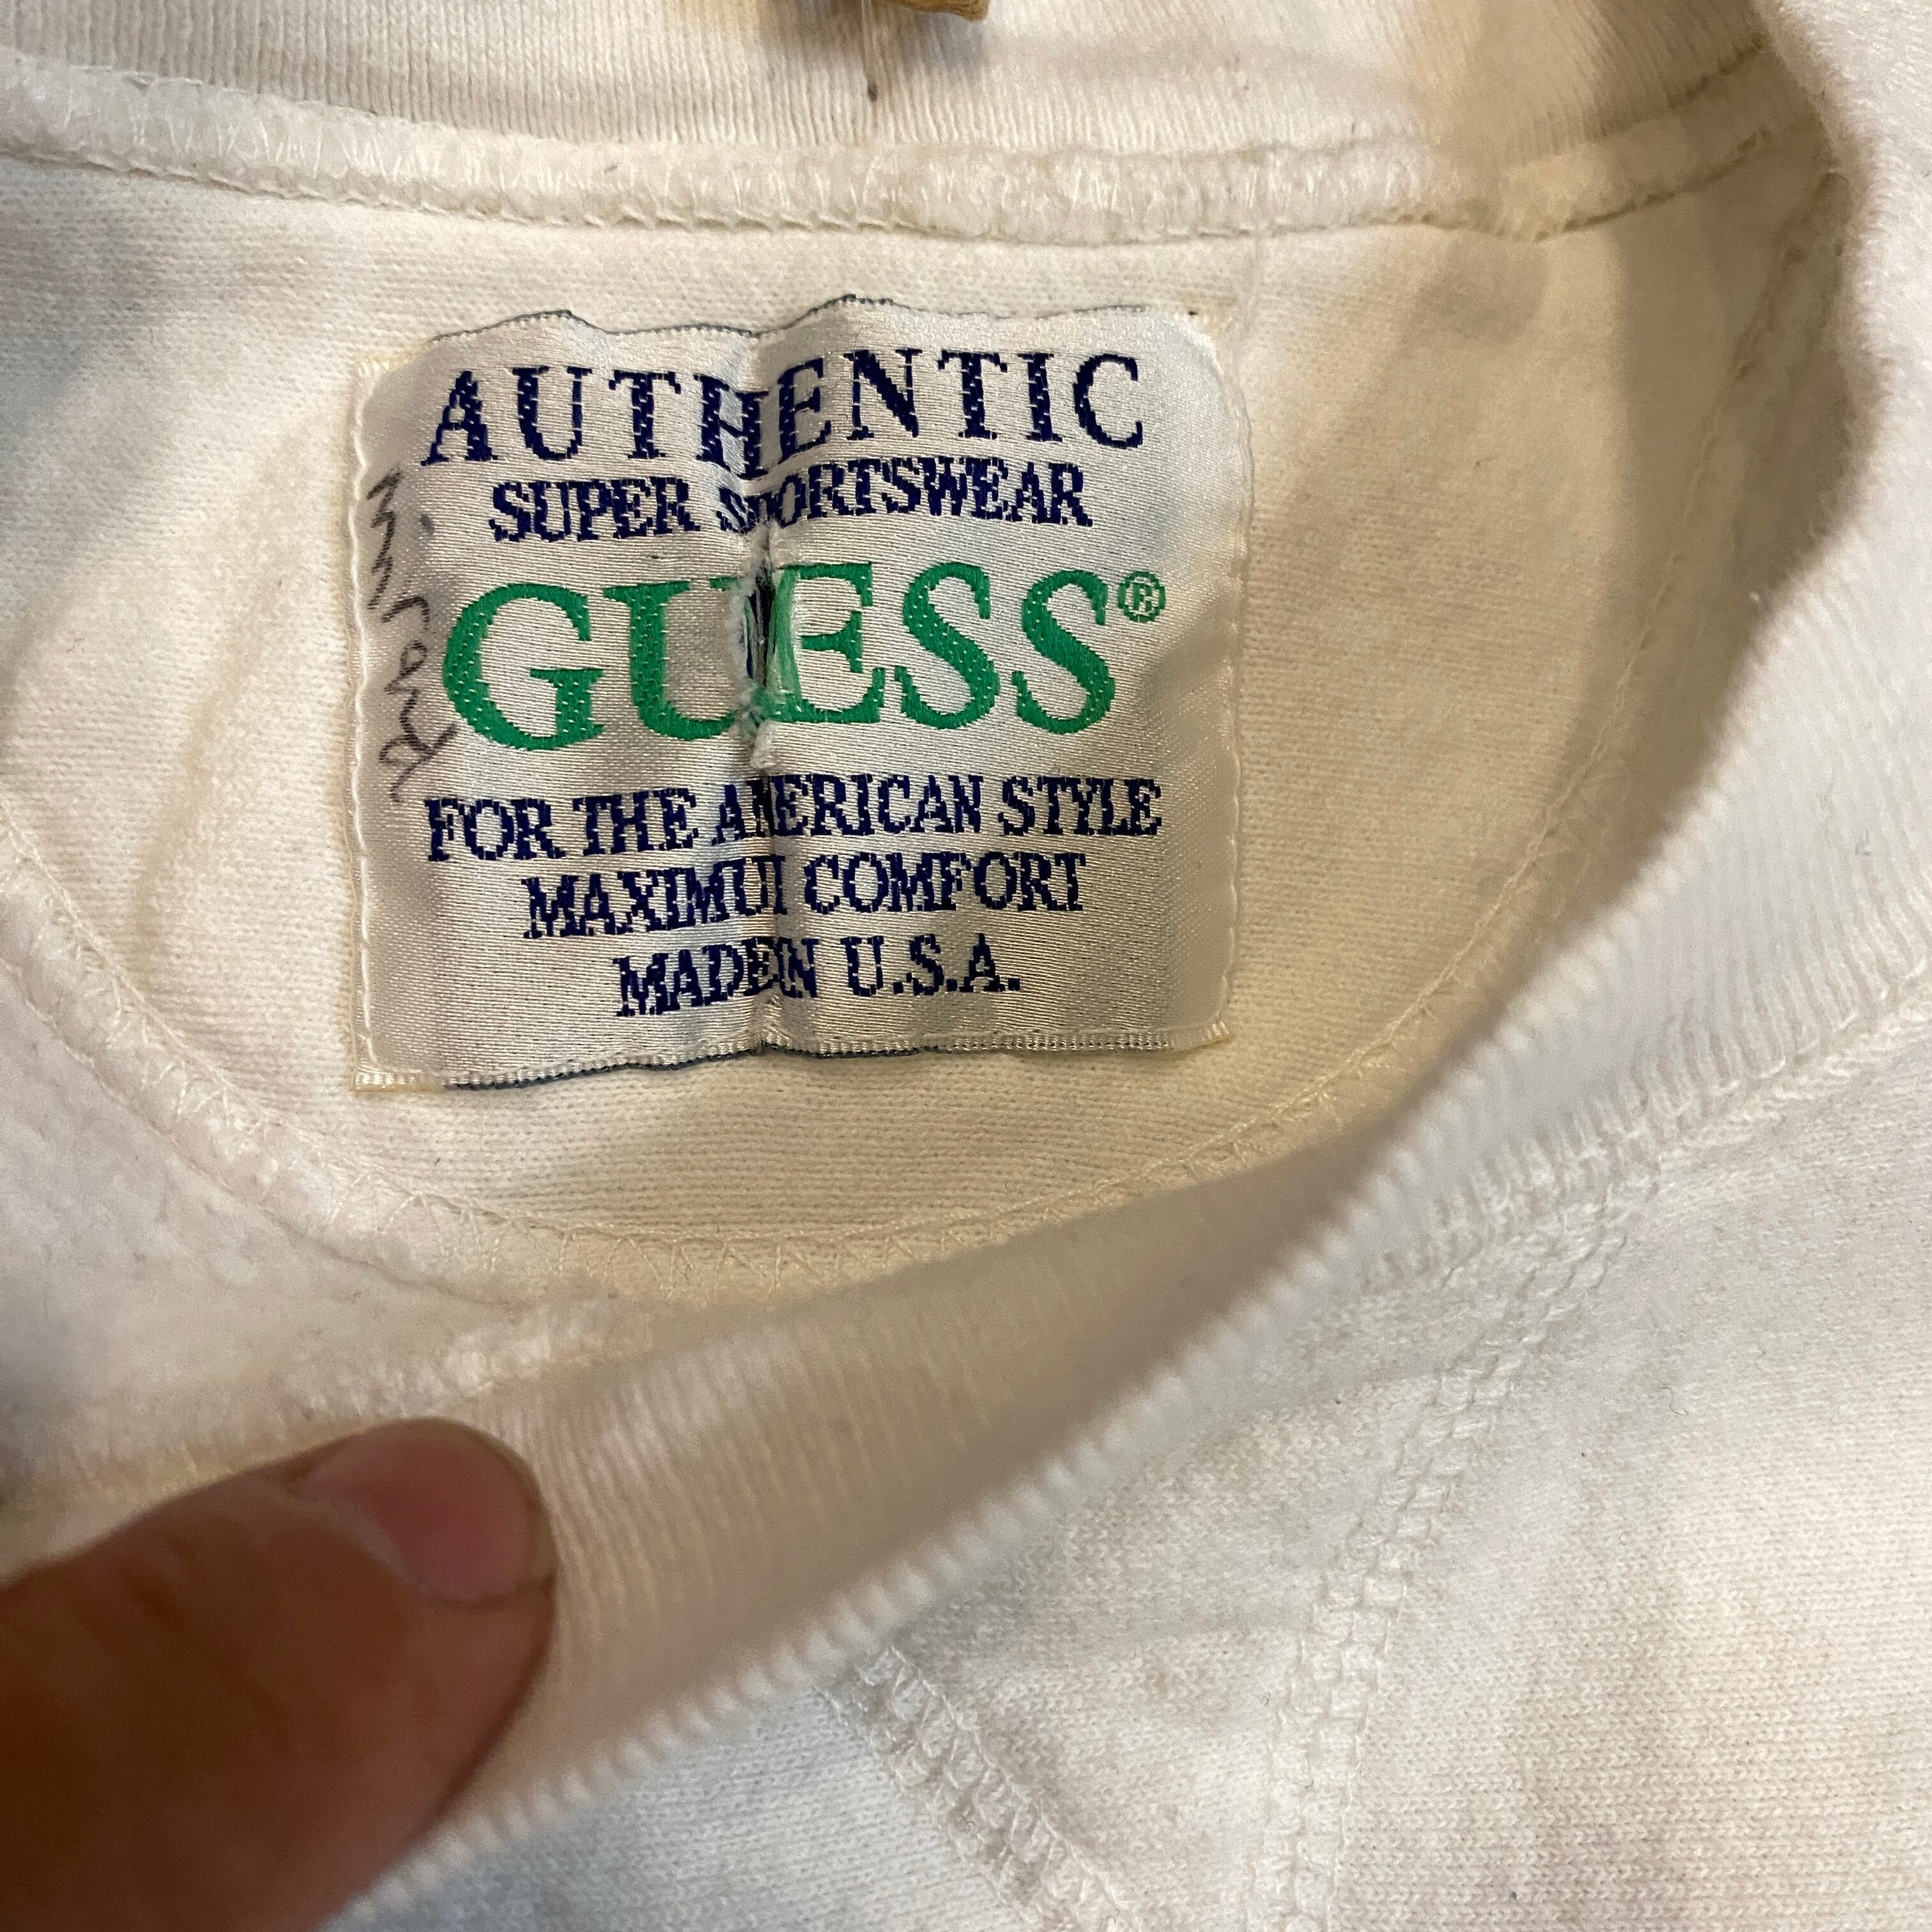 AUTHENTIC
SUPER SPORTSWEAR
GUESS®
FOR THE AMERICAN STYLE
MAXIMUM COMFORT
MADE IN U.S.A.